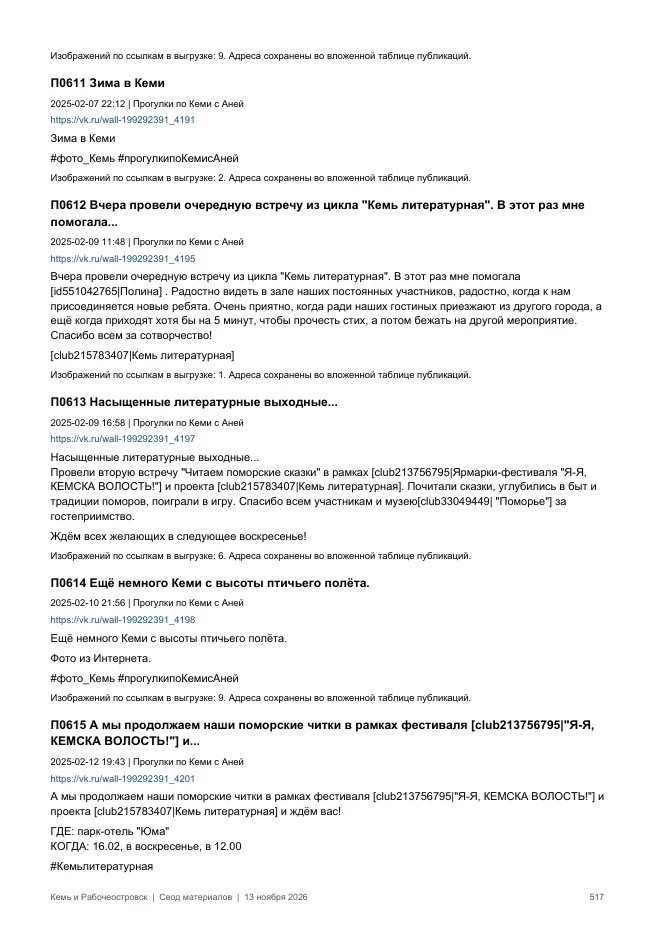 Изображений по ссылкам в выгрузке: 9. Адреса сохранены во вложенной таблице публикаций.
П0611 Зима в Кеми
2025-02-07 22:12 | Прогулки по Кеми с Аней
https://vk.ru/wall-199292391_4191
Зима в Кеми
#фото_Кемь #прогулкипоКемисАней
Изображений по ссылкам в выгрузке: 2. Адреса сохранены во вложенной таблице публикаций.
П0612 Вчера провели очередную встречу из цикла "Кемь литературная". В этот раз мне
помогала...
2025-02-09 11:48 | Прогулки по Кеми с Аней
https://vk.ru/wall-199292391_4195
Вчера провели очередную встречу из цикла "Кемь литературная". В этот раз мне помогала
[id551042765|Полина] . Радостно видеть в зале наших постоянных участников, радостно, когда к нам
присоединяется новые ребята. Очень приятно, когда ради наших гостиных приезжают из другого города, а
ещё когда приходят хотя бы на 5 минут, чтобы прочесть стих, а потом бежать на другой мероприятие.
Спасибо всем за сотворчество!
[club215783407|Кемь литературная]
Изображений по ссылкам в выгрузке: 1. Адреса сохранены во вложенной таблице публикаций.
П0613 Насыщенные литературные выходные...
2025-02-09 16:58 | Прогулки по Кеми с Аней
https://vk.ru/wall-199292391_4197
Насыщенные литературные выходные...
Провели вторую встречу "Читаем поморские сказки" в рамках [club213756795|Ярмарки-фестиваля "Я-Я,
КЕМСКА ВОЛОСТЬ!"] и проекта [club215783407|Кемь литературная]. Почитали сказки, углубились в быт и
традиции поморов, поиграли в игру. Спасибо всем участникам и музею[club33049449| "Поморье"] за
гостеприимство.
Ждём всех желающих в следующее воскресенье!
Изображений по ссылкам в выгрузке: 6. Адреса сохранены во вложенной таблице публикаций.
П0614 Ещё немного Кеми с высоты птичьего полёта.
2025-02-10 21:56 | Прогулки по Кеми с Аней
https://vk.ru/wall-199292391_4198
Ещё немного Кеми с высоты птичьего полёта.
Фото из Интернета.
#фото_Кемь #прогулкипоКемисАней
Изображений по ссылкам в выгрузке: 9. Адреса сохранены во вложенной таблице публикаций.
П0615 А мы продолжаем наши поморские читки в рамках фестиваля [club213756795|"Я-Я,
КЕМСКА ВОЛОСТЬ!"] и...
2025-02-12 19:43 | Прогулки по Кеми с Аней
https://vk.ru/wall-199292391_4201
А мы продолжаем наши поморские читки в рамках фестиваля [club213756795|"Я-Я, КЕМСКА ВОЛОСТЬ!"] и
проекта [club215783407|Кемь литературная] и ждём вас!
ГДЕ: парк-отель "Юма"
КОГДА: 16.02, в воскресенье, в 12.00
#Кемьлитературная
Кемь и Рабочеостровск | Свод материалов | 13 ноября 2026
517